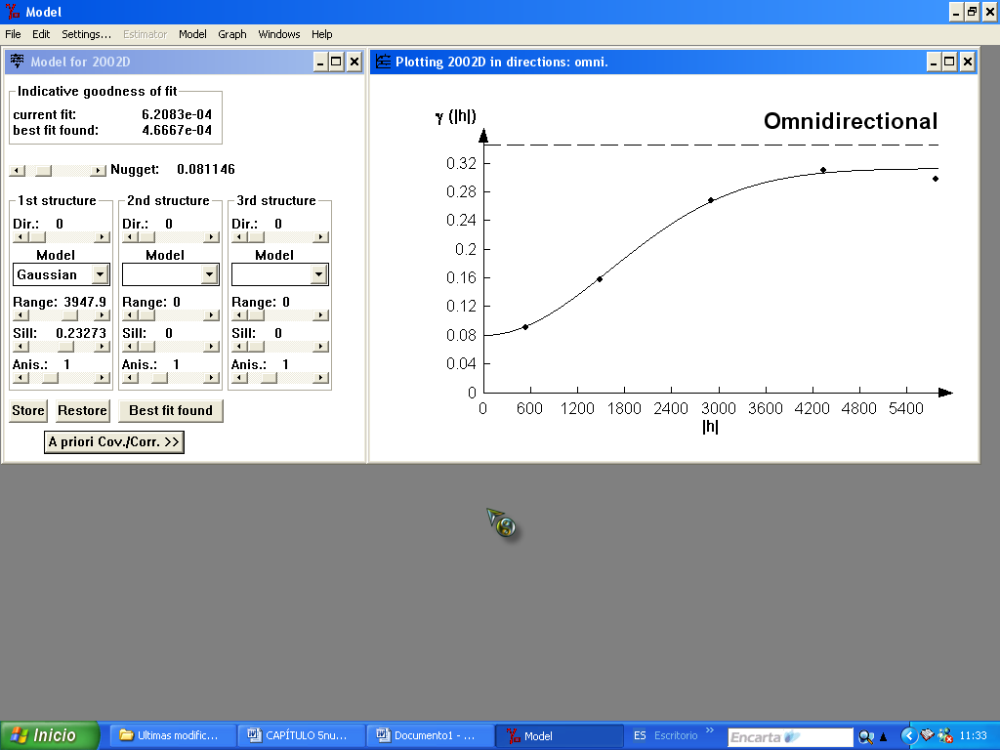 Model
File Edit Settings... Estimator Model Graph Windows Help
Model for 2002D
Indicative goodness of fit
current fit: 6.2083e-04
best fit found: 4.6667e-04
Nugget: 0.081146
1st structure 2nd structure 3rd structure
Dir.: 0 Dir.: 0 Dir.: 0
Model Model Model
Gaussian
Range: 3947.9 Range: 0 Range: 0
Sill: 0.23273 Sill: 0 Sill: 0
Anis.: 1 Anis.: 1 Anis.: 1
Store Restore Best fit found
A priori Cov./Corr. >>
Plotting 2002D in directions: omni.
γ (|h|)
Omnidirectional
0.32
0.28
0.24
0.2
0.16
0.12
0.08
0.04
0
0 600 1200 1800 2400 3000 3600 4200 4800 5400
|h|
Inicio Ultimas modific... CAPÍTULO 5nu... Documento1 - ... Model ES Escritorio » Encarta 11:33